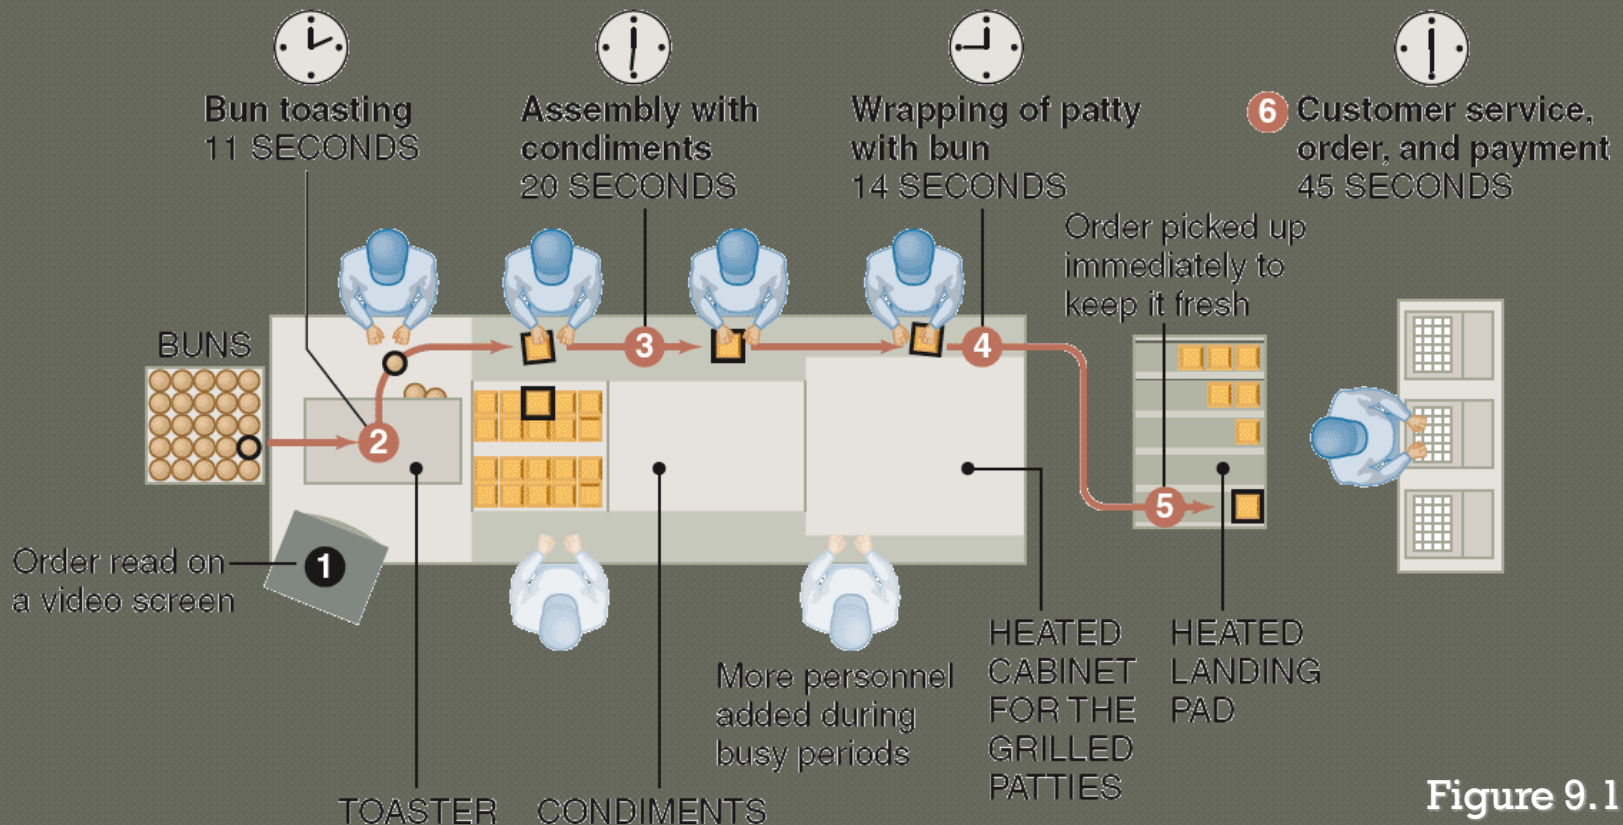 Bun toasting
11 SECONDS
Assembly with
condiments
20 SECONDS
Wrapping of patty
with bun
14 SECONDS
6 Customer service,
order, and payment
45 SECONDS
Order picked up
immediately to
keep it fresh
BUNS
3
4
2
5
Order read on
a video screen
1
More personnel
added during
busy periods
HEATED
CABINET
FOR THE
GRILLED
PATTIES
HEATED
LANDING
PAD
TOASTER
CONDIMENTS
Figure 9.1